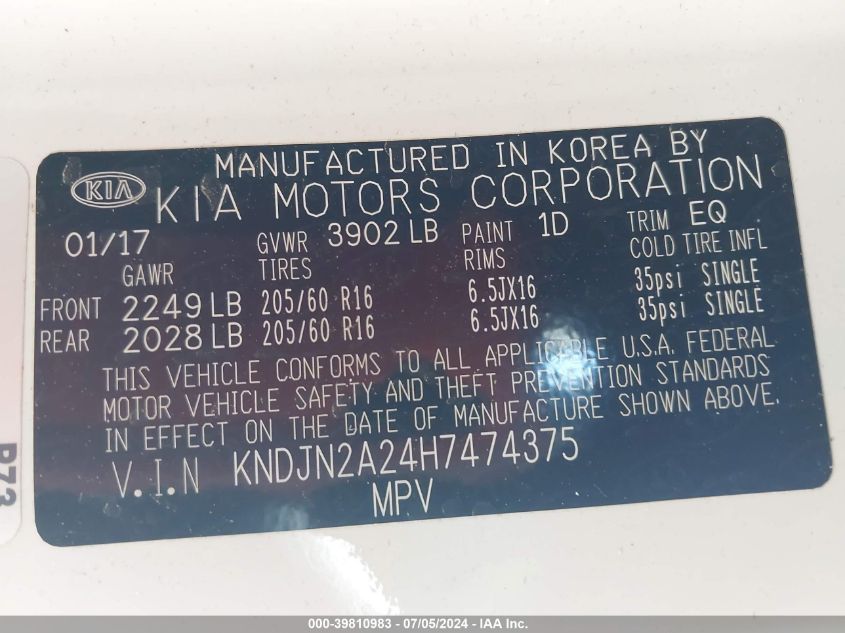 MANUFACTURED IN KOREA BY
KIA KIA MOTORS CORPORATION
01/17 GVWR 3902 LB PAINT 1D TRIM EQ
GAWR TIRES RIMS COLD TIRE INFL
FRONT 2249 LB 205/60 R16 6.5JX16 35psi SINGLE
REAR 2028 LB 205/60 R16 6.5JX16 35psi SINGLE
THIS VEHICLE CONFORMS TO ALL APPLICABLE U.S.A. FEDERAL
MOTOR VEHICLE SAFETY AND THEFT PREVENTION STANDARDS
IN EFFECT ON THE DATE OF MANUFACTURE SHOWN ABOVE.
V.I.N KNDJN2A24H7474375
MPV
P73
000-39810983 - 07/05/2024 - IAA Inc.